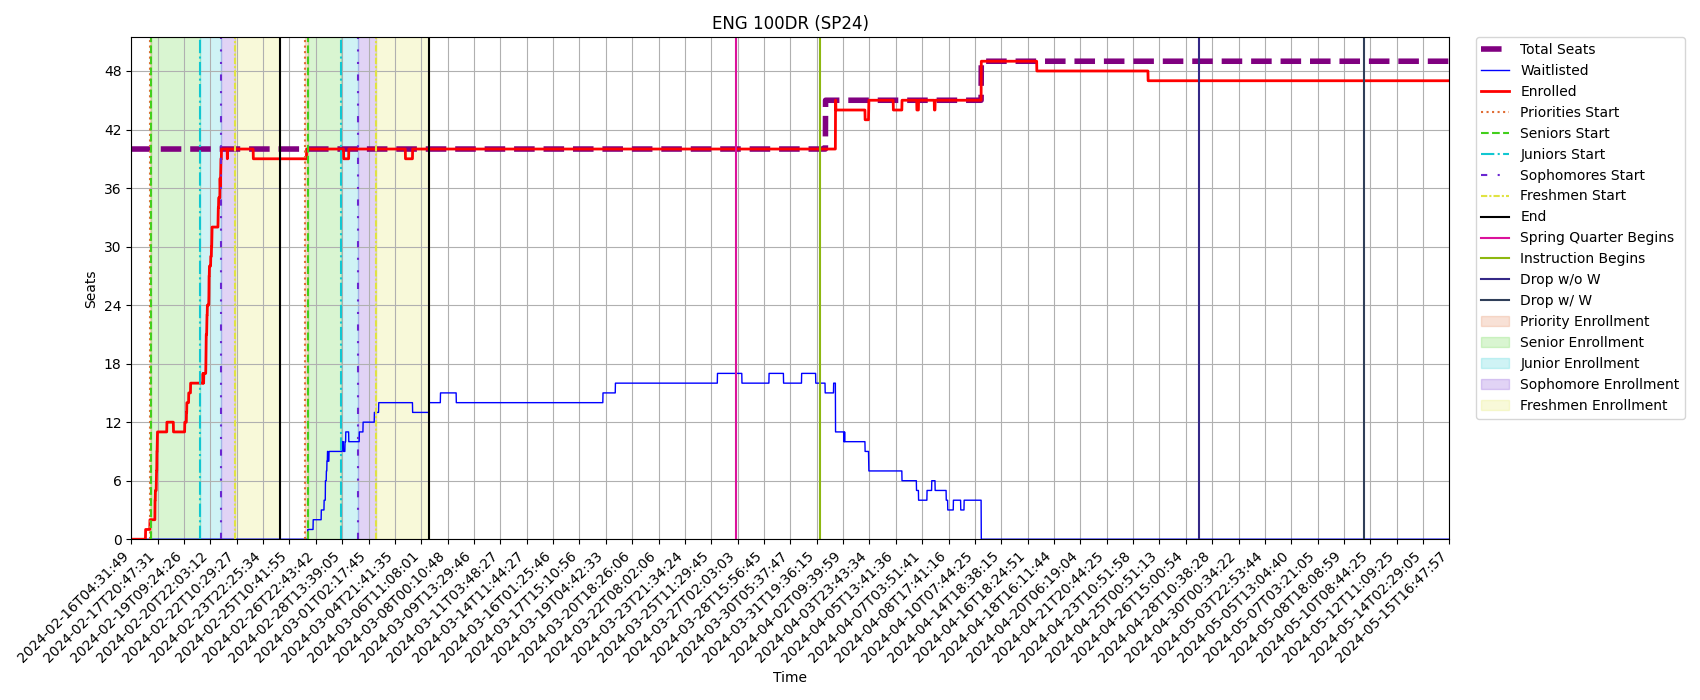 ENG 100DR (SP24)
Seats
48
42
36
30
24
18
12
6
0
2024-02-16T04:31:49
2024-02-17T20:47:31
2024-02-19T09:24:26
2024-02-20T22:03:12
2024-02-22T10:29:27
2024-02-23T22:25:34
2024-02-25T10:41:55
2024-02-26T22:43:42
2024-02-28T13:39:05
2024-03-01T02:17:45
2024-03-04T21:41:35
2024-03-06T11:08:01
2024-03-08T00:10:48
2024-03-09T13:29:46
2024-03-11T03:48:27
2024-03-14T11:44:27
2024-03-16T01:25:46
2024-03-17T15:10:56
2024-03-19T04:42:33
2024-03-20T18:26:06
2024-03-22T08:02:06
2024-03-23T21:34:24
2024-03-25T11:29:45
2024-03-27T02:03:03
2024-03-28T15:56:45
2024-03-30T05:37:47
2024-03-31T19:36:15
2024-04-02T09:39:59
2024-04-03T23:43:34
2024-04-05T13:41:36
2024-04-07T03:51:41
2024-04-08T17:41:16
2024-04-10T07:44:25
2024-04-14T18:38:15
2024-04-16T18:24:51
2024-04-18T16:11:44
2024-04-20T06:19:04
2024-04-21T20:44:25
2024-04-23T10:51:58
2024-04-25T00:51:13
2024-04-26T15:00:54
2024-04-28T10:38:28
2024-04-30T00:34:22
2024-05-03T22:53:44
2024-05-05T13:04:40
2024-05-07T03:21:05
2024-05-08T18:08:59
2024-05-10T08:44:25
2024-05-12T11:09:25
2024-05-14T02:29:05
2024-05-15T16:47:57
Time
Total Seats
Waitlisted
Enrolled
Priorities Start
Seniors Start
Juniors Start
Sophomores Start
Freshmen Start
End
Spring Quarter Begins
Instruction Begins
Drop w/o W
Drop w/ W
Priority Enrollment
Senior Enrollment
Junior Enrollment
Sophomore Enrollment
Freshmen Enrollment